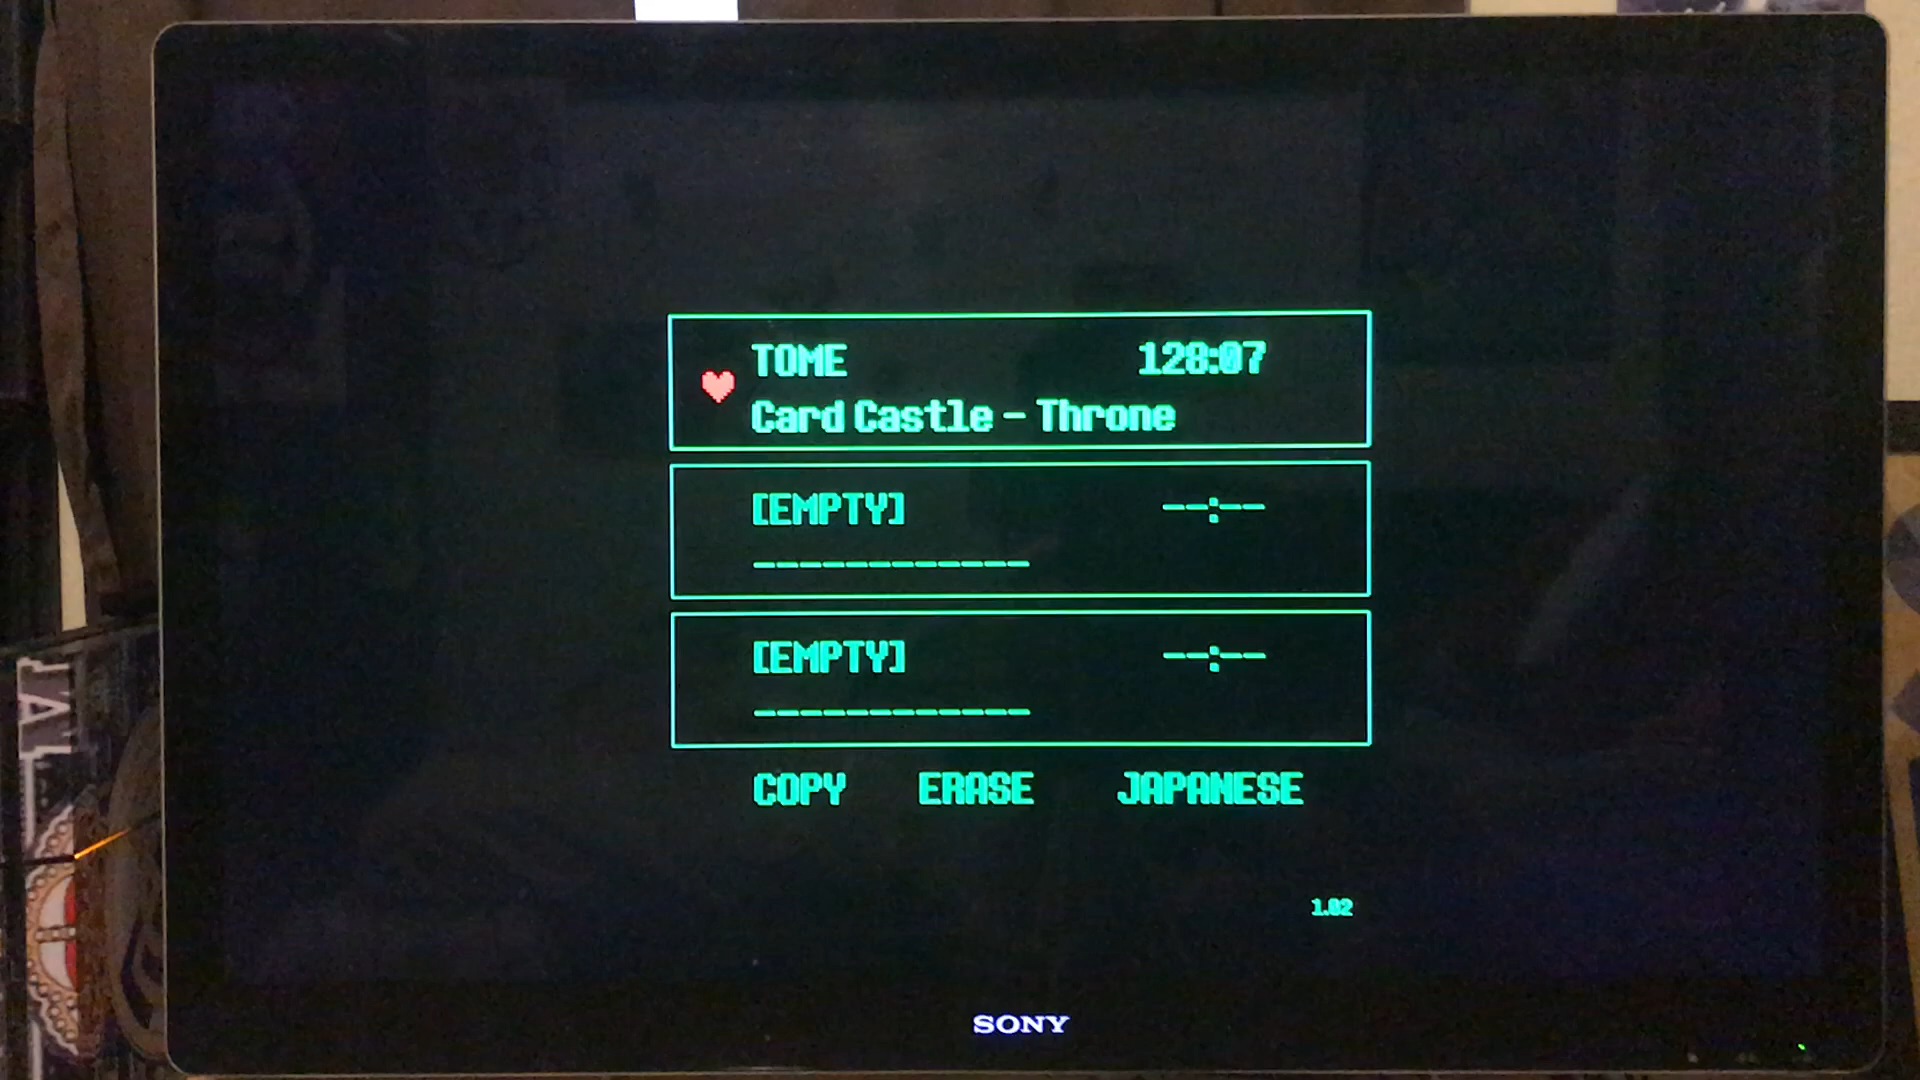 TOME 128:07
Card Castle - Throne
[EMPTY] --:--
------------
[EMPTY] --:--
------------
COPY ERASE JAPANESE
1.02
SONY